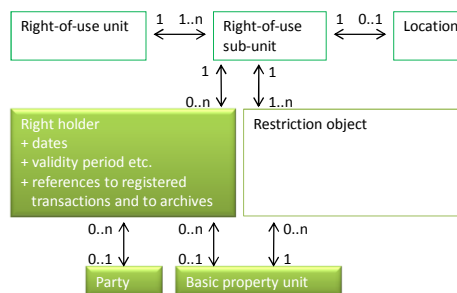 Right-of-use unit
1
1..n
Right-of-use
sub-unit
1
0..1
Location
1
0..n
1
1..n
Right holder
+ dates
+ validity period etc.
+ references to registered
transactions and to archives
Restriction object
0..n
0..1
0..n
0..1
0..n
1
Party
Basic property unit